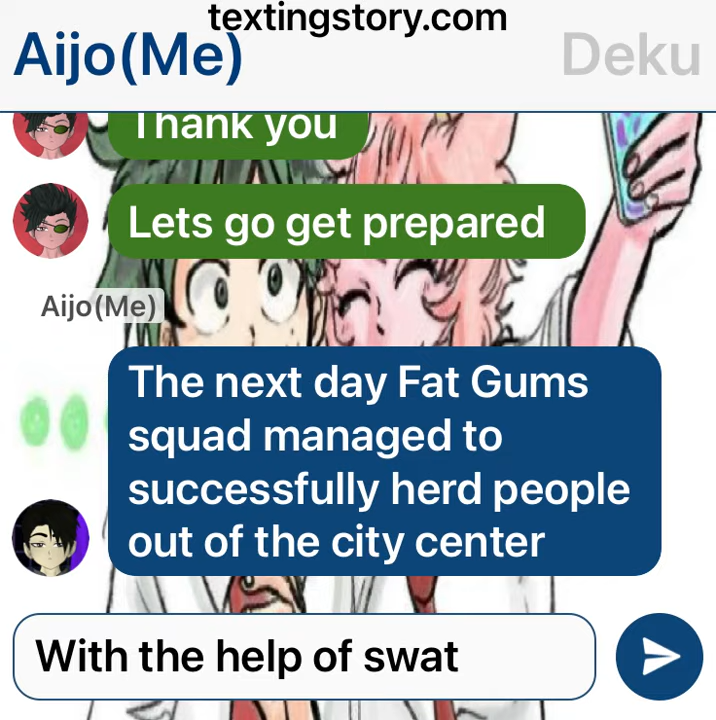 textingstory.com
Aijo(Me)
Deku
Thank you
Lets go get prepared
Aijo(Me)
The next day Fat Gums
squad managed to
successfully herd people
out of the city center
With the help of swat